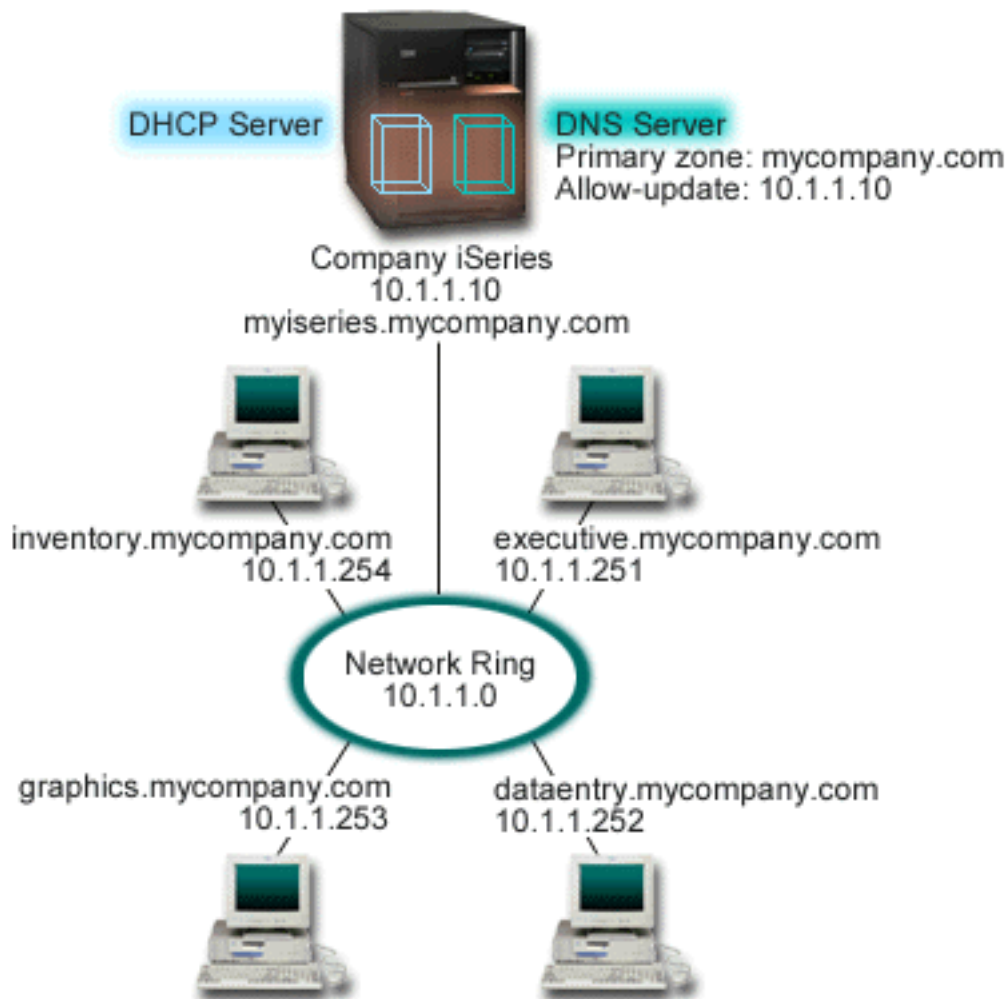 DHCP Server
DNS Server
Primary zone: mycompany.com
Allow-update: 10.1.1.10
Company iSeries
10.1.1.10
myiseries.mycompany.com
inventory.mycompany.com
10.1.1.254
executive.mycompany.com
10.1.1.251
Network Ring
10.1.1.0
graphics.mycompany.com
10.1.1.253
dataentry.mycompany.com
10.1.1.252